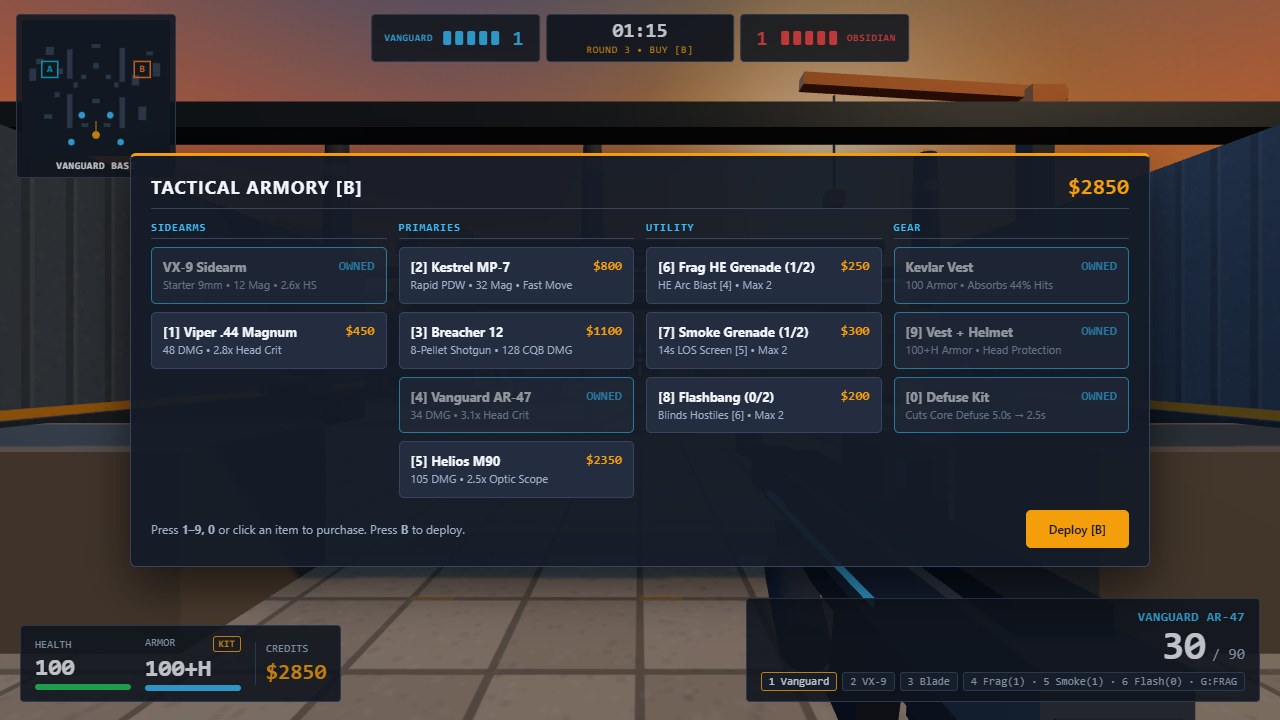 A
B
VANGUARD BAS
VANGUARD 1
01:15
ROUND 3 • BUY [B]
1 OBSIDIAN
TACTICAL ARMORY [B]
$2850
SIDEARMS
VX-9 Sidearm OWNED
Starter 9mm • 12 Mag • 2.6x HS
[1] Viper .44 Magnum $450
48 DMG • 2.8x Head Crit
PRIMARIES
[2] Kestrel MP-7 $800
Rapid PDW • 32 Mag • Fast Move
[3] Breacher 12 $1100
8-Pellet Shotgun • 128 CQB DMG
[4] Vanguard AR-47 OWNED
34 DMG • 3.1x Head Crit
[5] Helios M90 $2350
105 DMG • 2.5x Optic Scope
UTILITY
[6] Frag HE Grenade (1/2) $250
HE Arc Blast [4] • Max 2
[7] Smoke Grenade (1/2) $300
14s LOS Screen [5] • Max 2
[8] Flashbang (0/2) $200
Blinds Hostiles [6] • Max 2
GEAR
Kevlar Vest OWNED
100 Armor • Absorbs 44% Hits
[9] Vest + Helmet OWNED
100+H Armor • Head Protection
[0] Defuse Kit OWNED
Cuts Core Defuse 5.0s → 2.5s
Press 1–9, 0 or click an item to purchase. Press B to deploy.
Deploy [B]
HEALTH
100
ARMOR KIT
100+H
CREDITS
$2850
VANGUARD AR-47
30 / 90
1 Vanguard
2 VX-9
3 Blade
4 Frag(1) · 5 Smoke(1) · 6 Flash(0) · G:FRAG